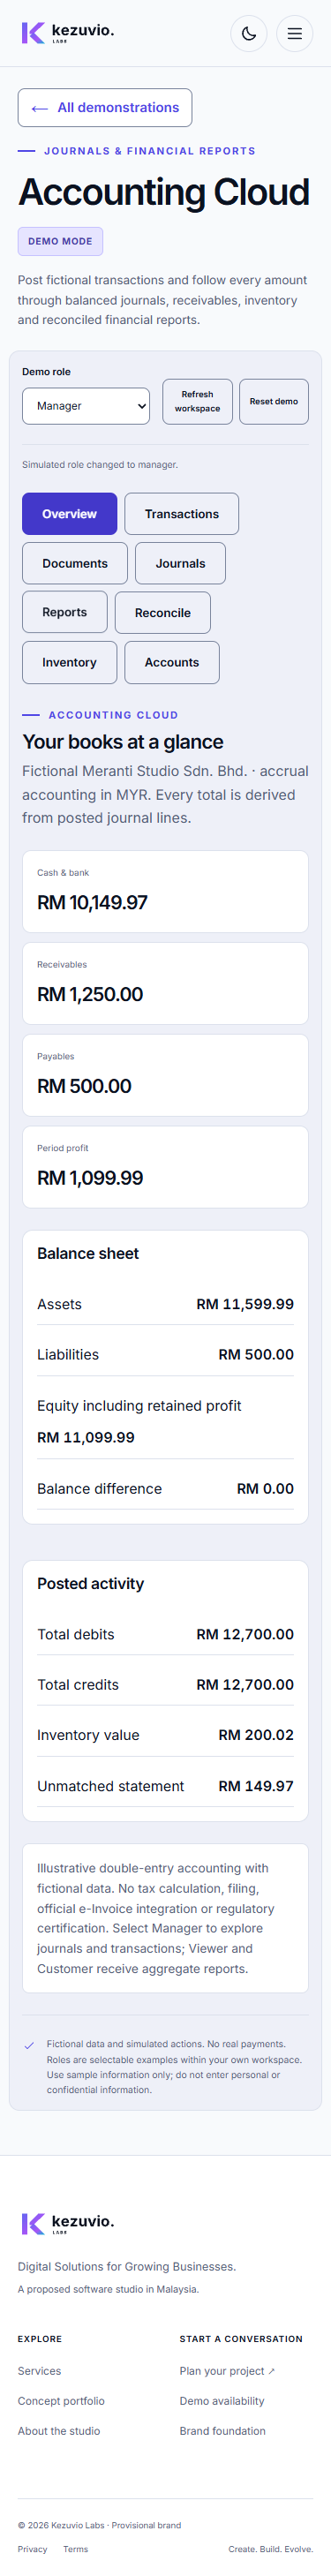 kezuvio.
LABS
← All demonstrations
JOURNALS & FINANCIAL REPORTS
Accounting Cloud
DEMO MODE
Post fictional transactions and follow every amount
through balanced journals, receivables, inventory
and reconciled financial reports.
Demo role
Manager
Refresh
workspace
Reset demo
Simulated role changed to manager.
Overview
Transactions
Documents
Journals
Reports
Reconcile
Inventory
Accounts
ACCOUNTING CLOUD
Your books at a glance
Fictional Meranti Studio Sdn. Bhd. · accrual
accounting in MYR. Every total is derived
from posted journal lines.
Cash & bank
RM 10,149.97
Receivables
RM 1,250.00
Payables
RM 500.00
Period profit
RM 1,099.99
Balance sheet
Assets RM 11,599.99
Liabilities RM 500.00
Equity including retained profit
RM 11,099.99
Balance difference RM 0.00
Posted activity
Total debits RM 12,700.00
Total credits RM 12,700.00
Inventory value RM 200.02
Unmatched statement RM 149.97
Illustrative double-entry accounting with
fictional data. No tax calculation, filing,
official e-Invoice integration or regulatory
certification. Select Manager to explore
journals and transactions; Viewer and
Customer receive aggregate reports.
✓ Fictional data and simulated actions. No real payments.
Roles are selectable examples within your own workspace.
Use sample information only; do not enter personal or
confidential information.
kezuvio.
LABS
Digital Solutions for Growing Businesses.
A proposed software studio in Malaysia.
EXPLORE
Services
Concept portfolio
About the studio
START A CONVERSATION
Plan your project ↗
Demo availability
Brand foundation
© 2026 Kezuvio Labs · Provisional brand
Privacy Terms Create. Build. Evolve.